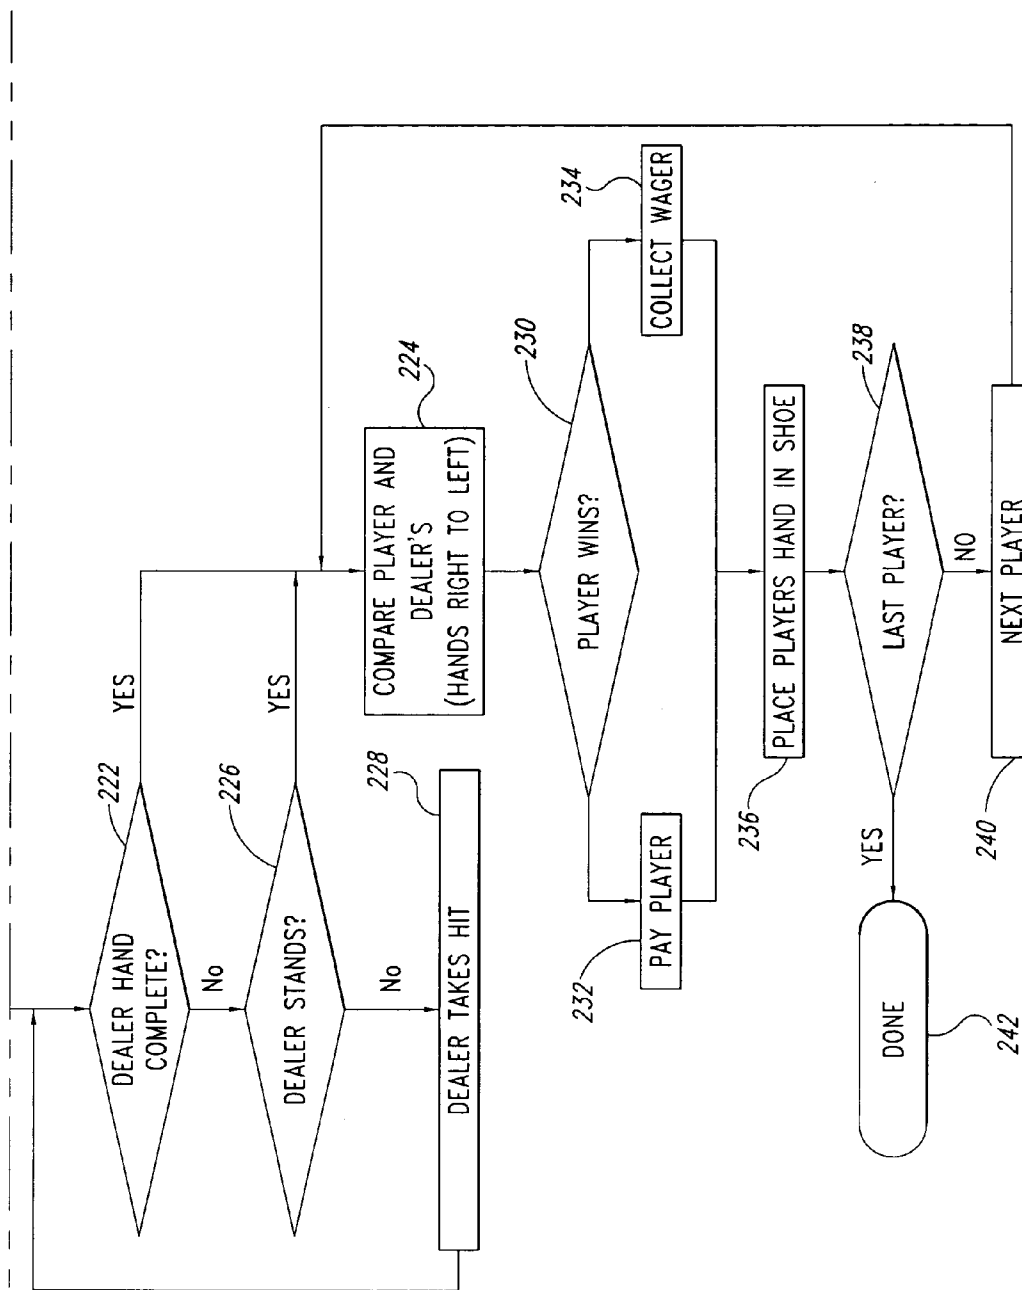 DEALER HAND
COMPLETE?
222
YES
No
DEALER STANDS?
226
YES
No
DEALER TAKES HIT
228
COMPARE PLAYER AND
DEALER'S
(HANDS RIGHT TO LEFT)
224
PLAYER WINS?
230
PAY PLAYER
232
COLLECT WAGER
234
PLACE PLAYERS HAND IN SHOE
236
LAST PLAYER?
238
YES
NO
DONE
242
NEXT PLAYER
240